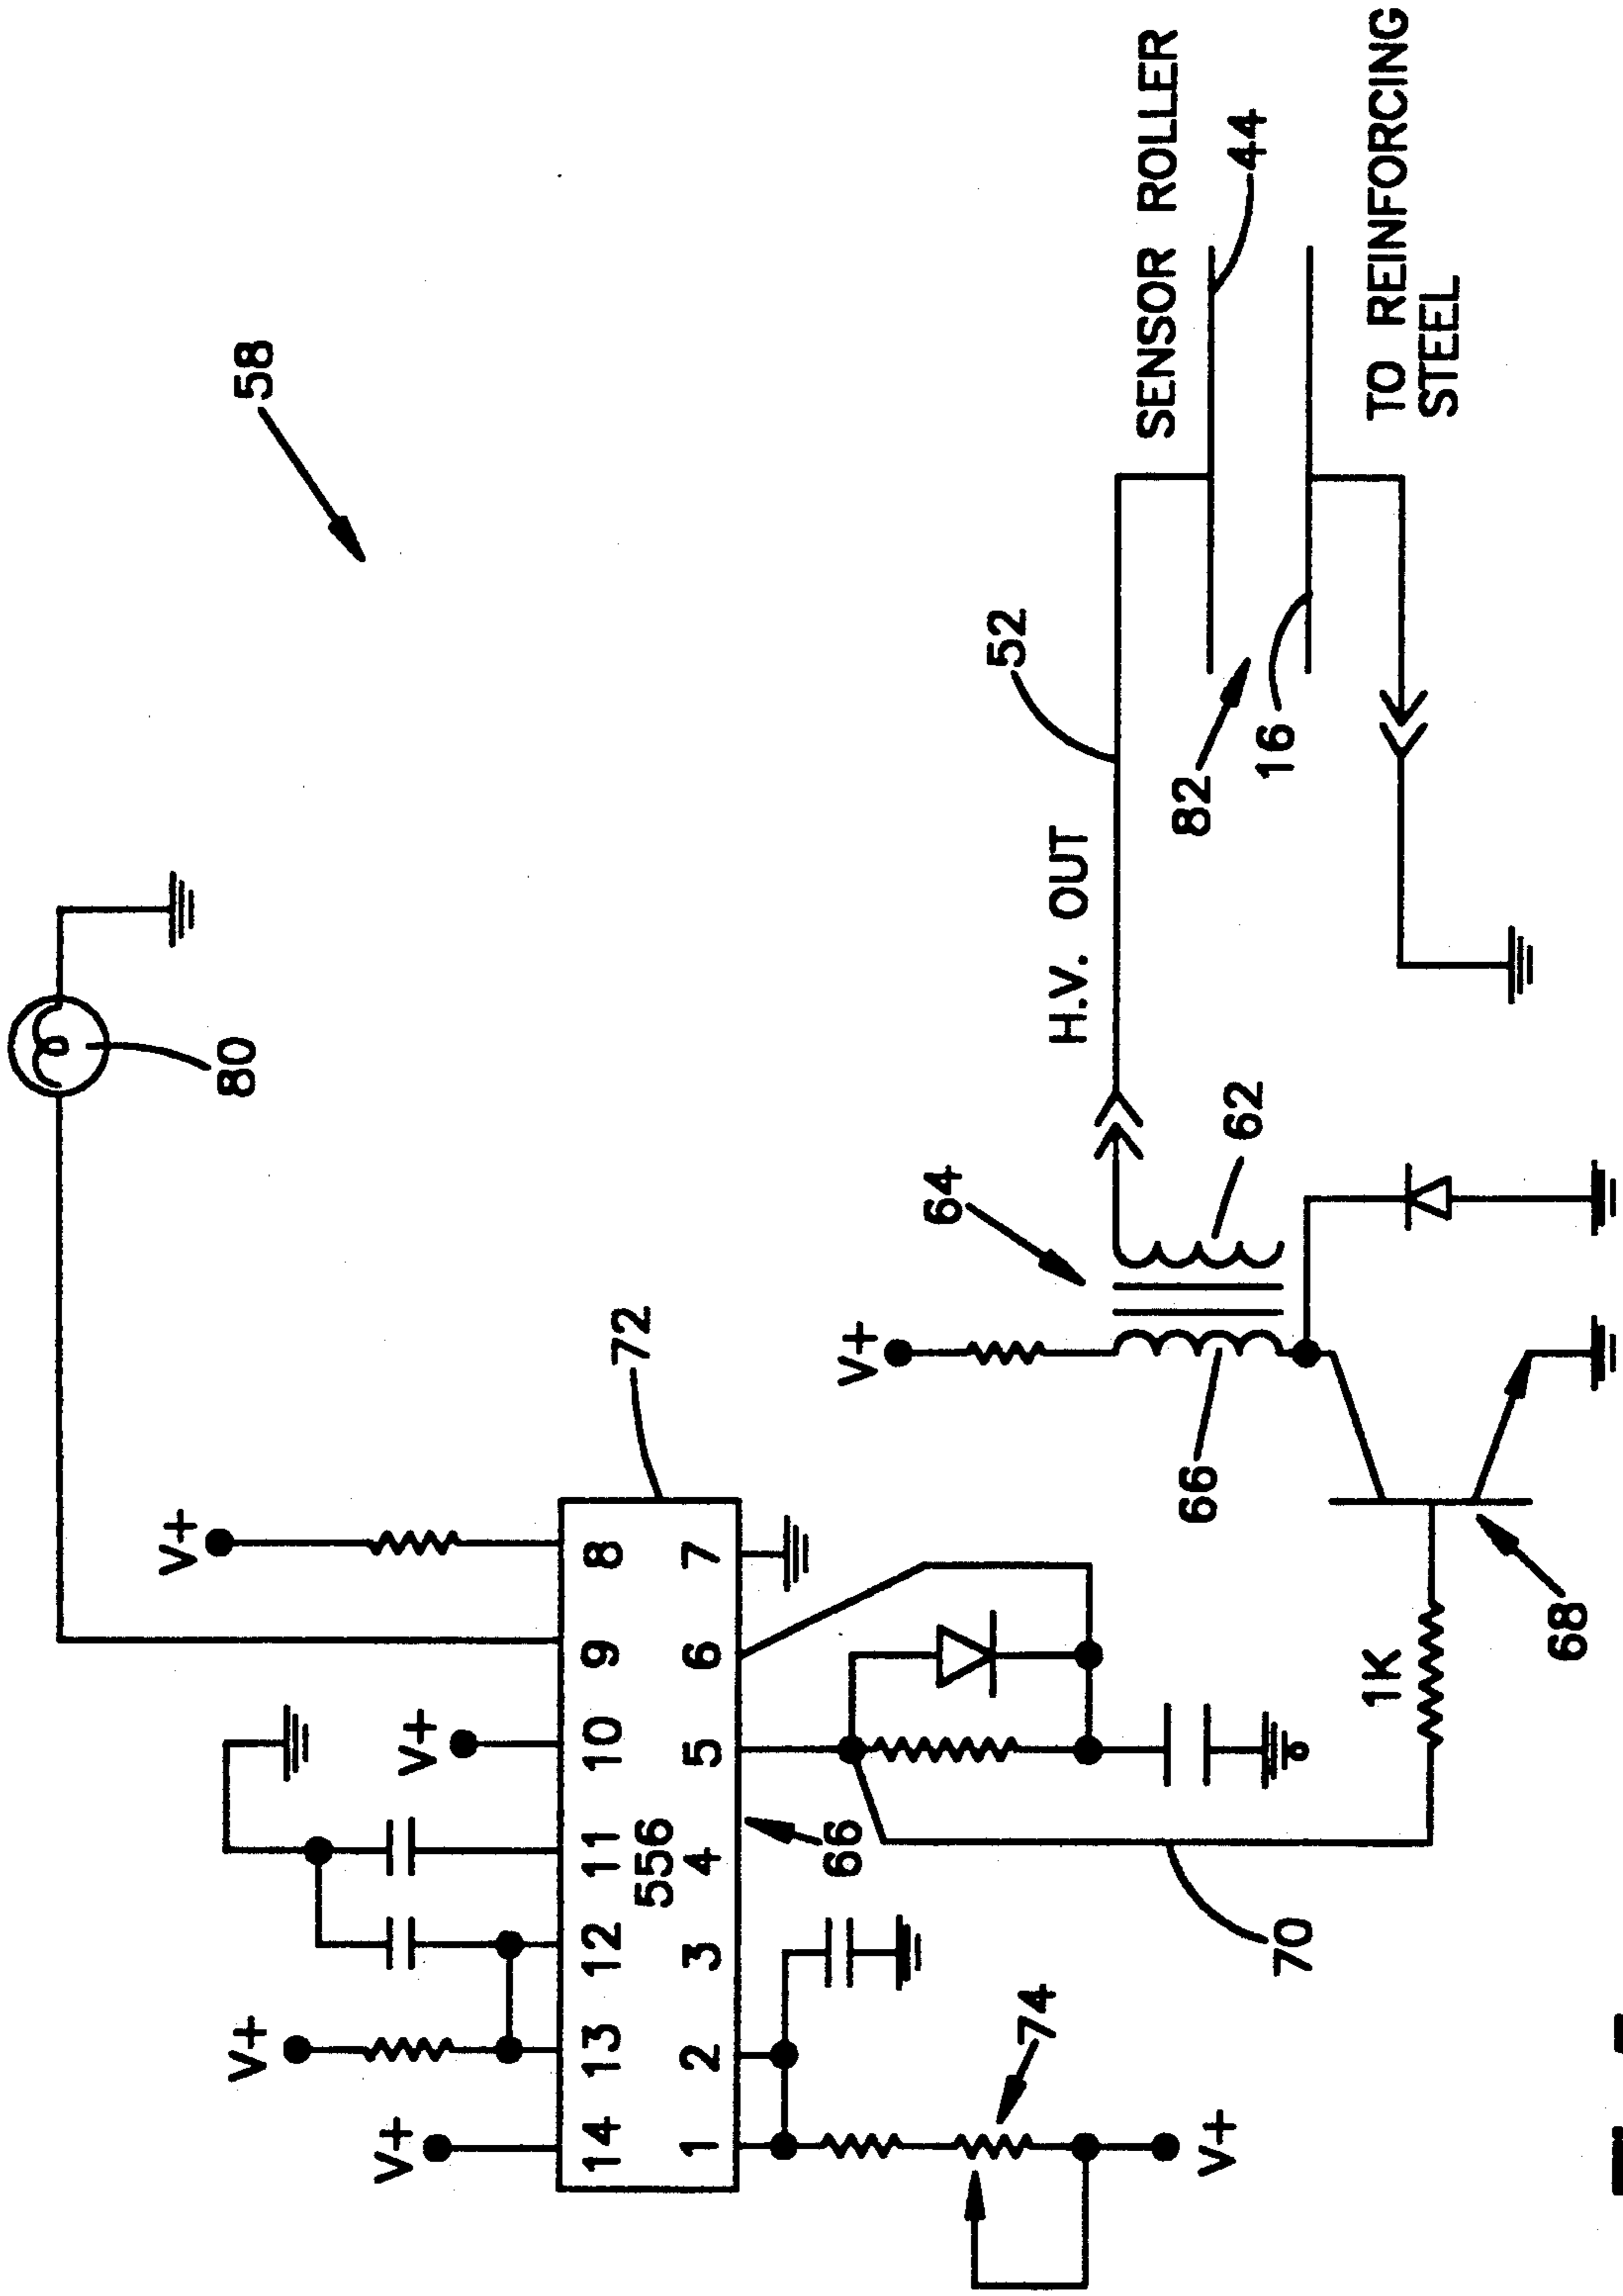 58
80
V+
V+
V+
V+
V+
72
14 13 12 11 10 9 8
556
1 2 3 4 5 6 7
66
74
V+
70
1K
68
66
64
62
H.V. OUT
52
SENSOR ROLLER
44
82
16
TO REINFORCING
STEEL